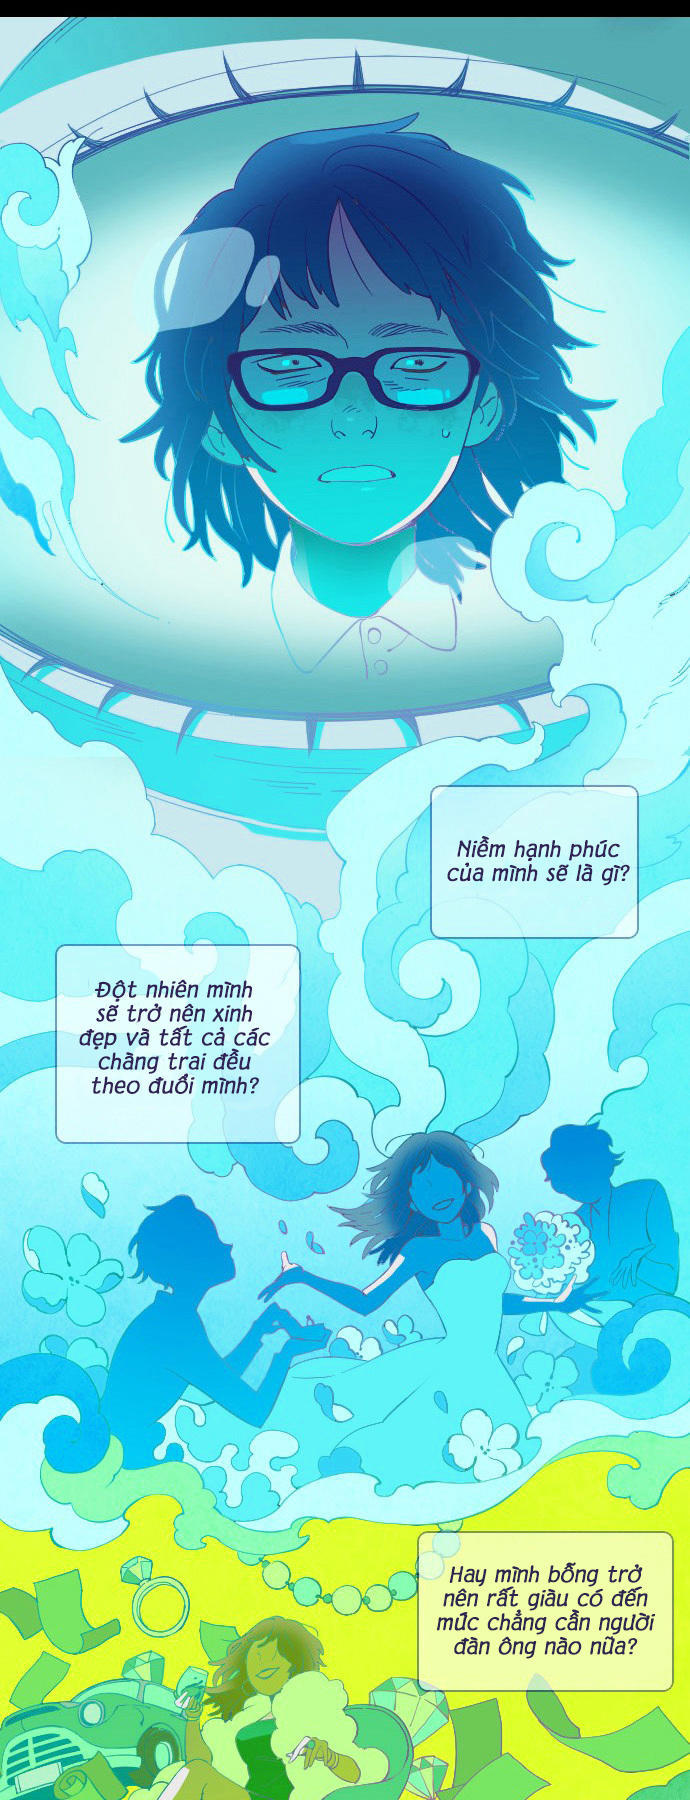 Niềm hạnh phúc
của mình sẽ là gì?
Đột nhiên mình
sẽ trở nên xinh
đẹp và tất cả các
chàng trai đều
theo đuổi mình?
Hay mình bỗng trở
nên rất giàu có đến
mức chẳng cần người
đàn ông nào nữa?